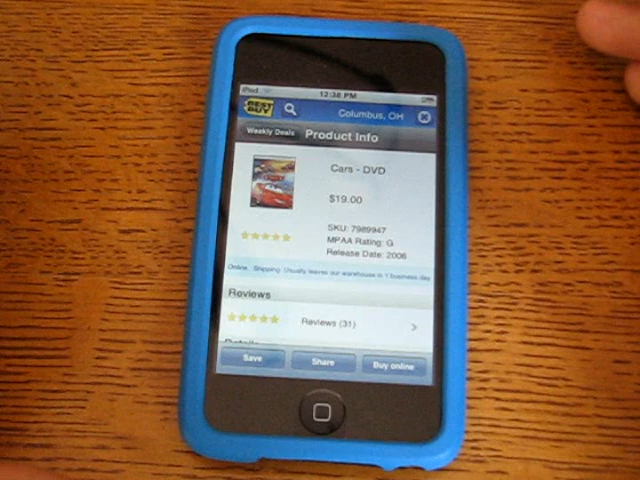 iPod 12:38 PM
BEST BUY Columbus, OH
Weekly Deals Product Info
Cars - DVD
$19.00
SKU: 7989947
MPAA Rating: G
Release Date: 2006
Online Shipping: Usually leaves our warehouse in 1 business day
Reviews
Reviews (31)
Details
Save Share Buy online